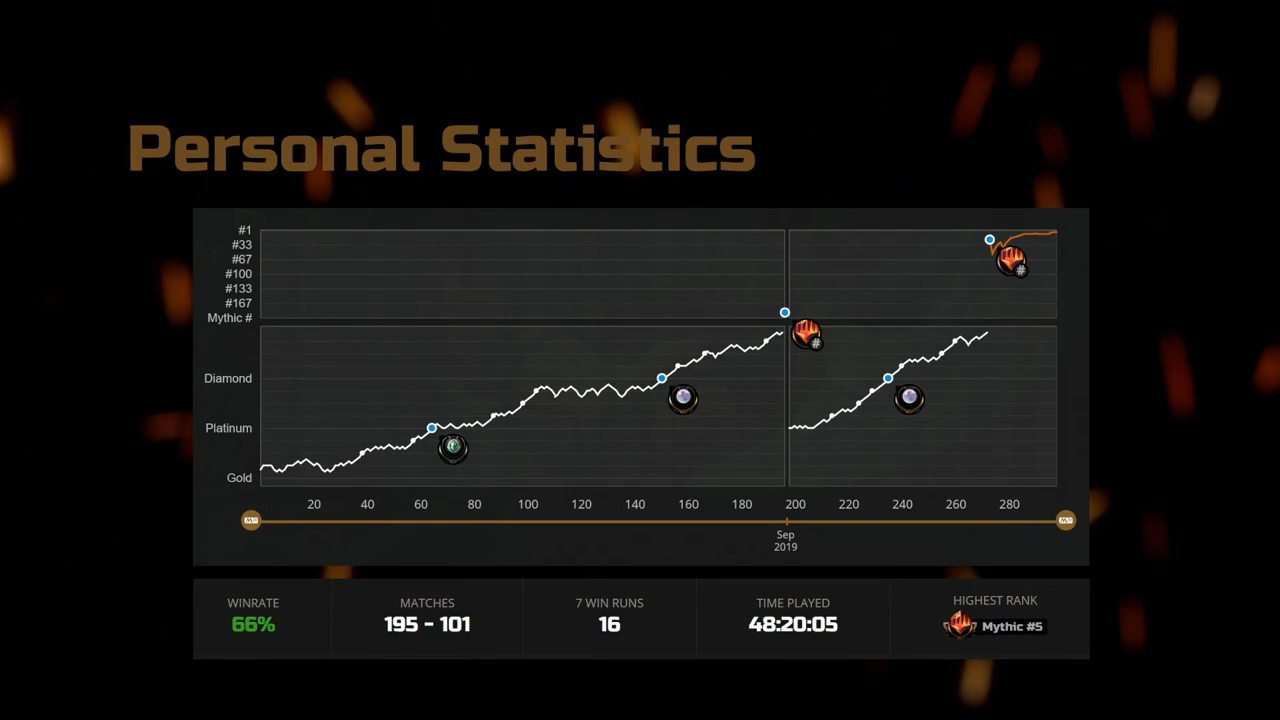 Personal Statistics
#1
#33
#67
#100
#133
#167
Mythic #
#
#
Diamond
Platinum
Gold
20 40 60 80 100 120 140 160 180 200 220 240 260 280
Sep
2019
WINRATE MATCHES 7 WIN RUNS TIME PLAYED HIGHEST RANK
66% 195 - 101 16 48:20:05 Mythic #5